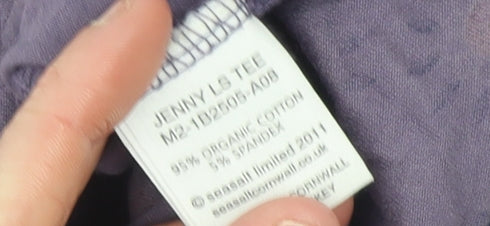 JENNY LS TEE
M2-1B2505-A08
95% ORGANIC COTTON
5% SPANDEX
© seasalt limited 2011
seasaltcornwall.co.uk
CORNWALL